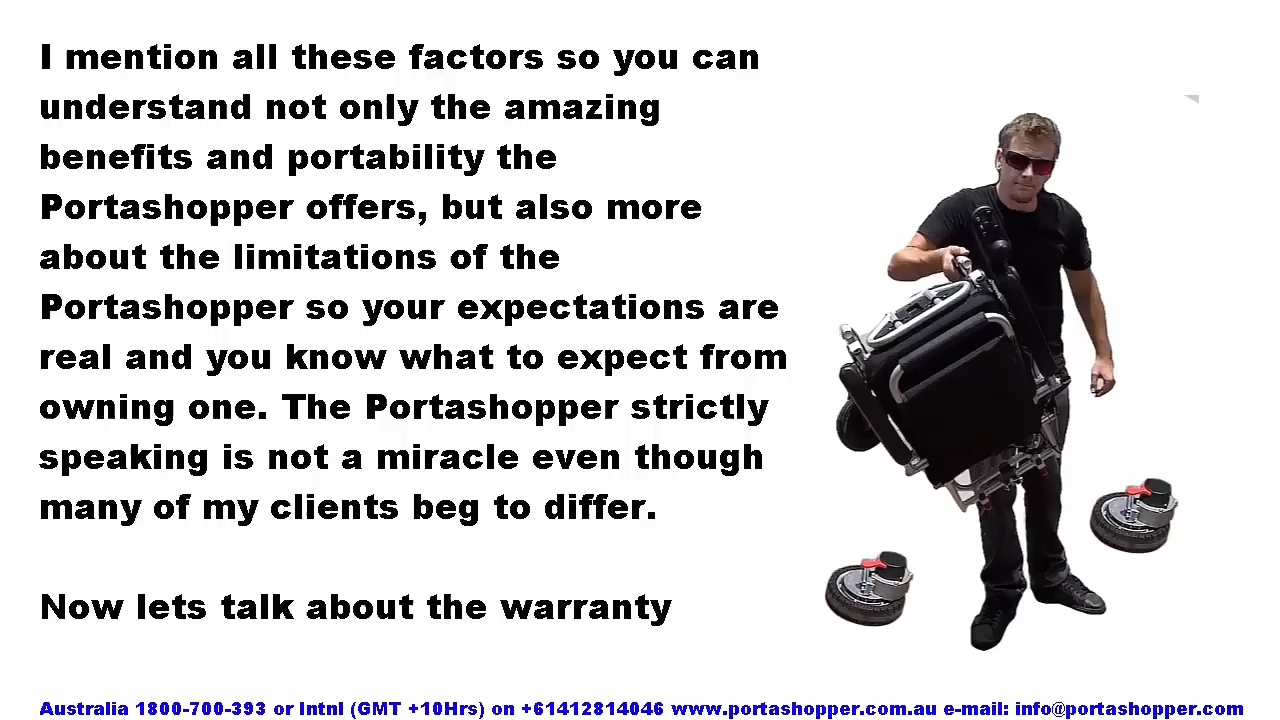 I mention all these factors so you can
understand not only the amazing
benefits and portability the
Portashopper offers, but also more
about the limitations of the
Portashopper so your expectations are
real and you know what to expect from
owning one. The Portashopper strictly
speaking is not a miracle even though
many of my clients beg to differ.
Now lets talk about the warranty
Australia 1800-700-393 or Intnl (GMT +10Hrs) on +61412814046 www.portashopper.com.au e-mail: info@portashopper.com